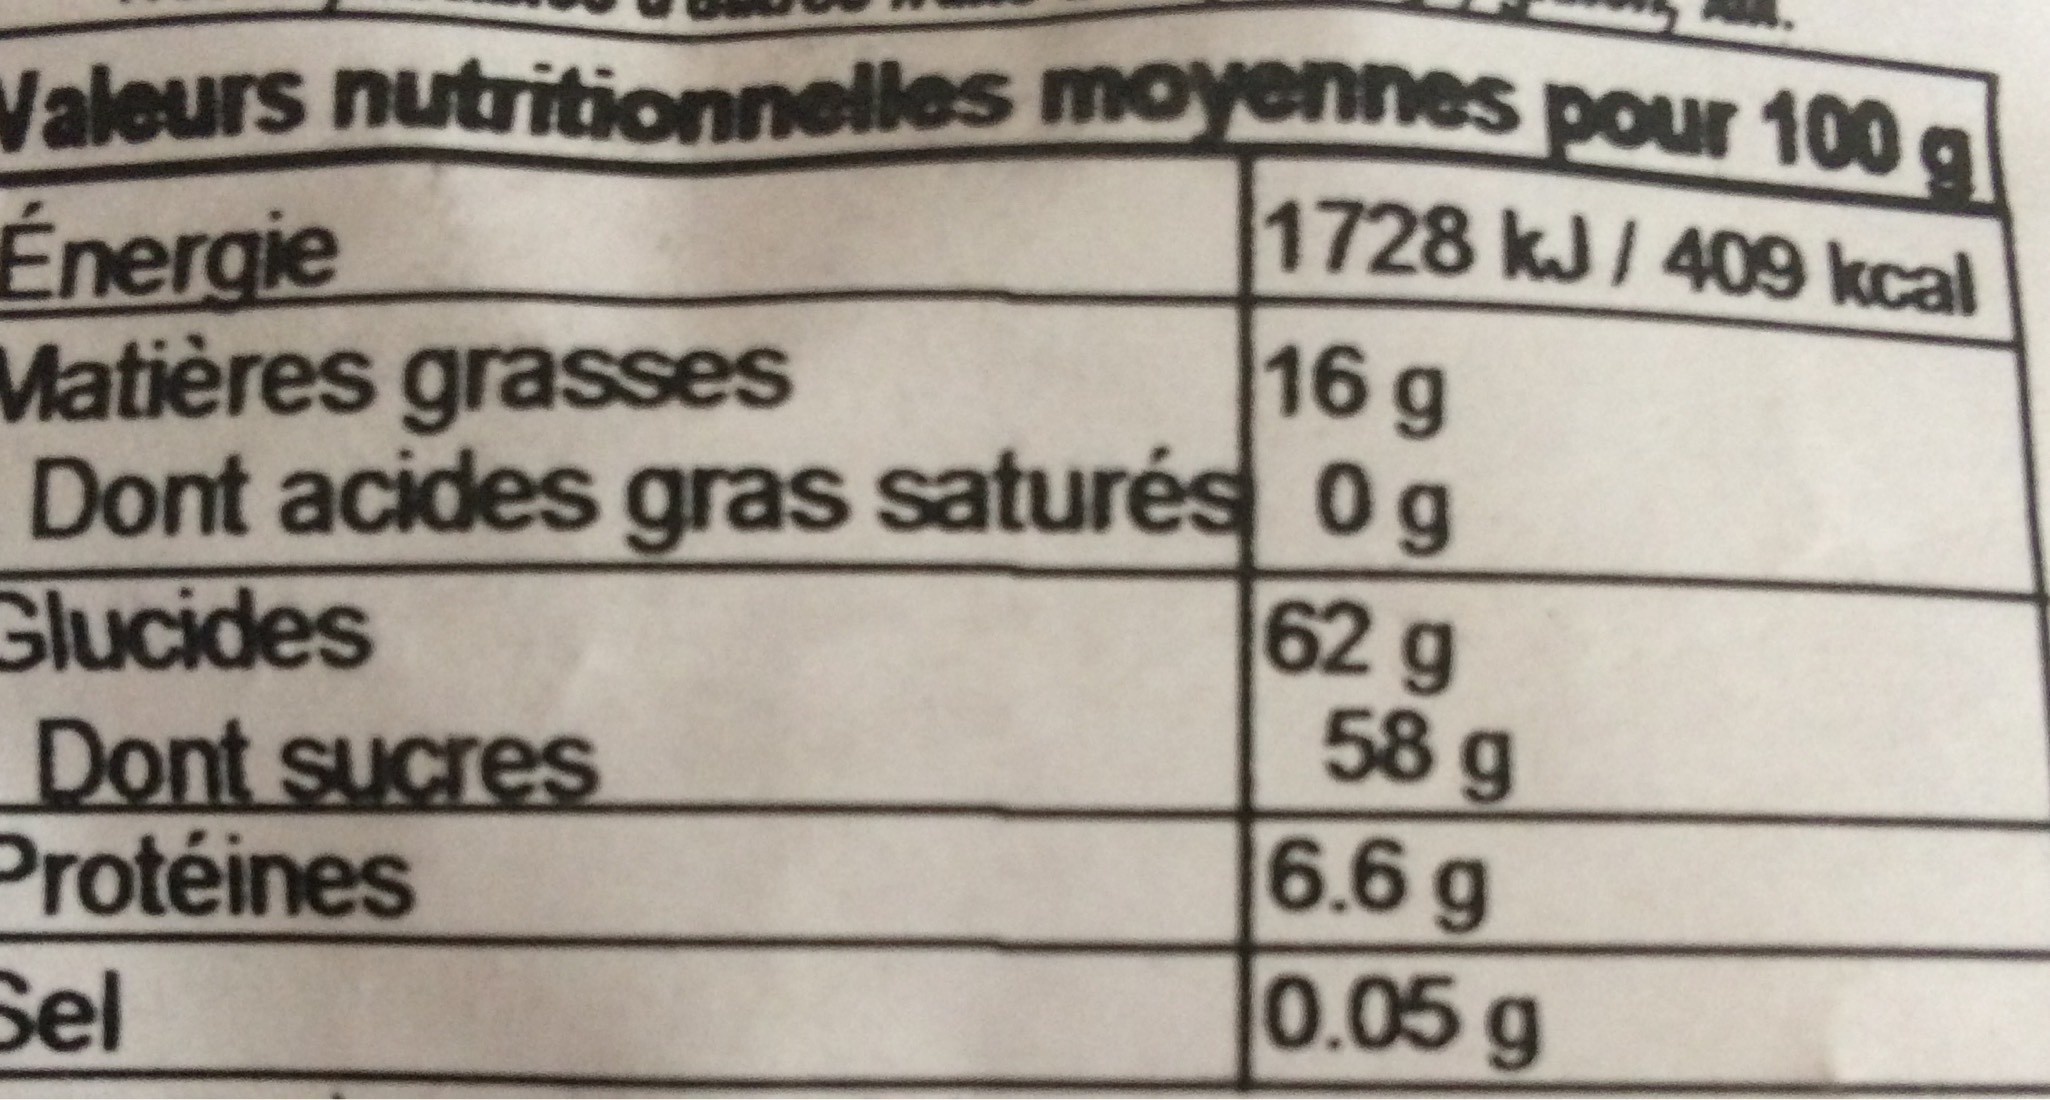 Valeurs nutritionnelles moyennes pour 100 g
Énergie 1728 kJ / 409 kcal
Matières grasses 16 g
Dont acides gras saturés 0 g
Glucides 62 g
Dont sucres 58 g
Protéines 6.6 g
Sel 0.05 g